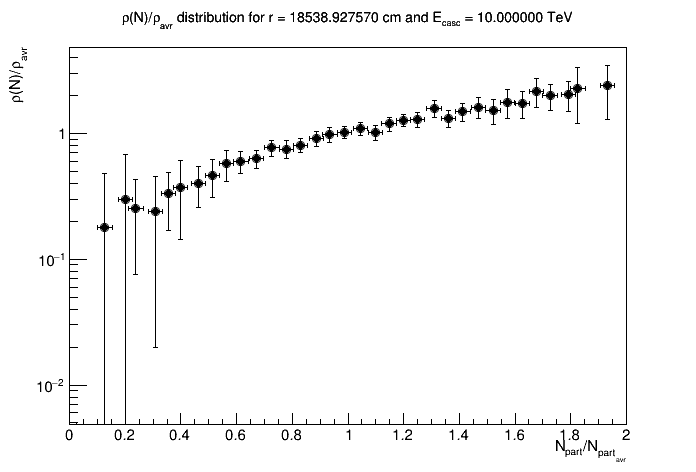 ρ(N)/ρavr distribution for r = 18538.927570 cm and Ecasc = 10.000000 TeV
ρ(N)/ρavr
1
10−1
10−2
0 0.2 0.4 0.6 0.8 1 1.2 1.4 1.6 1.8 2
Npart/Npartavr